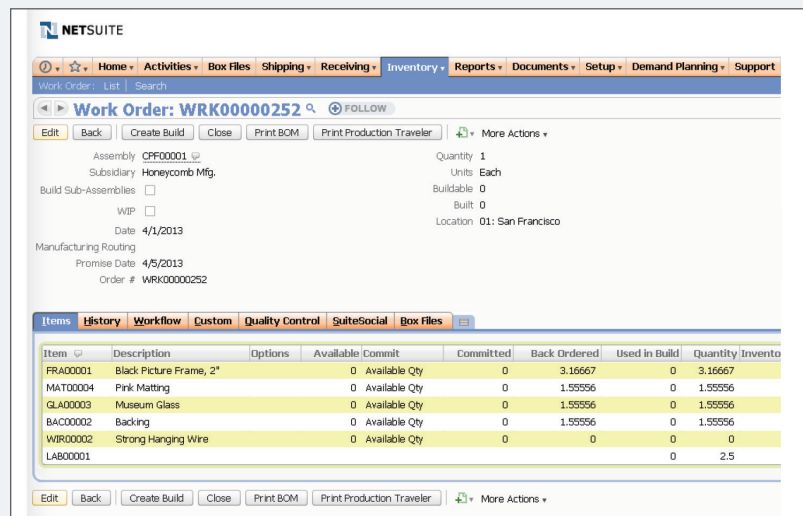 NETSUITE
Home Activities Box Files Shipping Receiving Inventory Reports Documents Setup Demand Planning Support
Work Order: List | Search
Work Order: WRK00000252 FOLLOW
Edit Back Create Build Close Print BOM Print Production Traveler More Actions
Assembly CPF00001 Quantity 1
Subsidiary Honeycomb Mfg. Units Each
Build Sub-Assemblies Buildable 0
WIP Built 0
Date 4/1/2013 Location 01: San Francisco
Manufacturing Routing
Promise Date 4/5/2013
Order # WRK00000252
Items History Workflow Custom Quality Control SuiteSocial Box Files
Item Description Options Available Commit Committed Back Ordered Used in Build Quantity Invento
FRA00001 Black Picture Frame, 2" 0 Available Qty 0 3.16667 0 3.16667
MAT00004 Pink Matting 0 Available Qty 0 1.55556 0 1.55556
GLA00003 Museum Glass 0 Available Qty 0 1.55556 0 1.55556
BAC00002 Backing 0 Available Qty 0 1.55556 0 1.55556
WIR00002 Strong Hanging Wire 0 Available Qty 0 0 0 0
LAB00001 0 2.5
Edit Back Create Build Close Print BOM Print Production Traveler More Actions